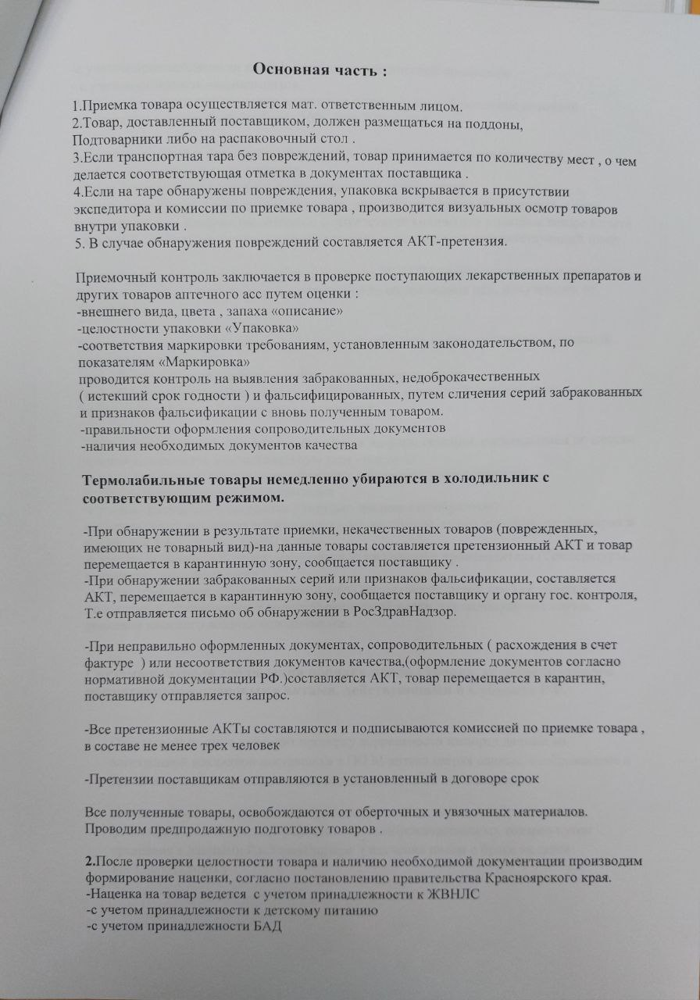 Основная часть :
1.Приемка товара осуществляется мат. ответственным лицом.
2.Товар, доставленный поставщиком, должен размещаться на поддоны,
Подтоварники либо на распаковочный стол .
3.Если транспортная тара без повреждений, товар принимается по количеству мест , о чем
делается соответствующая отметка в документах поставщика .
4.Если на таре обнаружены повреждения, упаковка вскрывается в присутствии
экспедитора и комиссии по приемке товара , производится визуальных осмотр товаров
внутри упаковки .
5. В случае обнаружения повреждений составляется АКТ-претензия.
Приемочный контроль заключается в проверке поступающих лекарственных препаратов и
других товаров аптечного асс путем оценки :
-внешнего вида, цвета , запаха «описание»
-целостности упаковки «Упаковка»
-соответствия маркировки требованиям, установленным законодательством, по
показателям «Маркировка»
проводится контроль на выявления забракованных, недоброкачественных
( истекший срок годности ) и фальсифицированных, путем сличения серий забракованных
и признаков фальсификации с вновь полученным товаром.
-правильности оформления сопроводительных документов
-наличия необходимых документов качества
Термолабильные товары немедленно убираются в холодильник с
соответствующим режимом.
-При обнаружении в результате приемки, некачественных товаров (поврежденных,
имеющих не товарный вид)-на данные товары составляется претензионный АКТ и товар
перемещается в карантинную зону, сообщается поставщику .
-При обнаружении забракованных серий или признаков фальсификации, составляется
АКТ, перемещается в карантинную зону, сообщается поставщику и органу гос. контроля,
Т.е отправляется письмо об обнаружении в РосЗдравНадзор.
-При неправильно оформленных документах, сопроводительных ( расхождения в счет
фактуре  ) или несоответствия документов качества,(оформление документов согласно
нормативной документации РФ.)составляется АКТ, товар перемещается в карантин,
поставщику отправляется запрос.
-Все претензионные АКТы составляются и подписываются комиссией по приемке товара ,
в составе не менее трех человек
-Претензии поставщикам отправляются в установленный в договоре срок
Все полученные товары, освобождаются от оберточных и увязочных материалов.
Проводим предпродажную подготовку товаров .
2.После проверки целостности товара и наличию необходимой документации производим
формирование наценки, согласно постановлению правительства Красноярского края.
-Наценка на товар ведется  с учетом принадлежности к ЖВНЛС
-с учетом принадлежности к детскому питанию
-с учетом принадлежности БАД